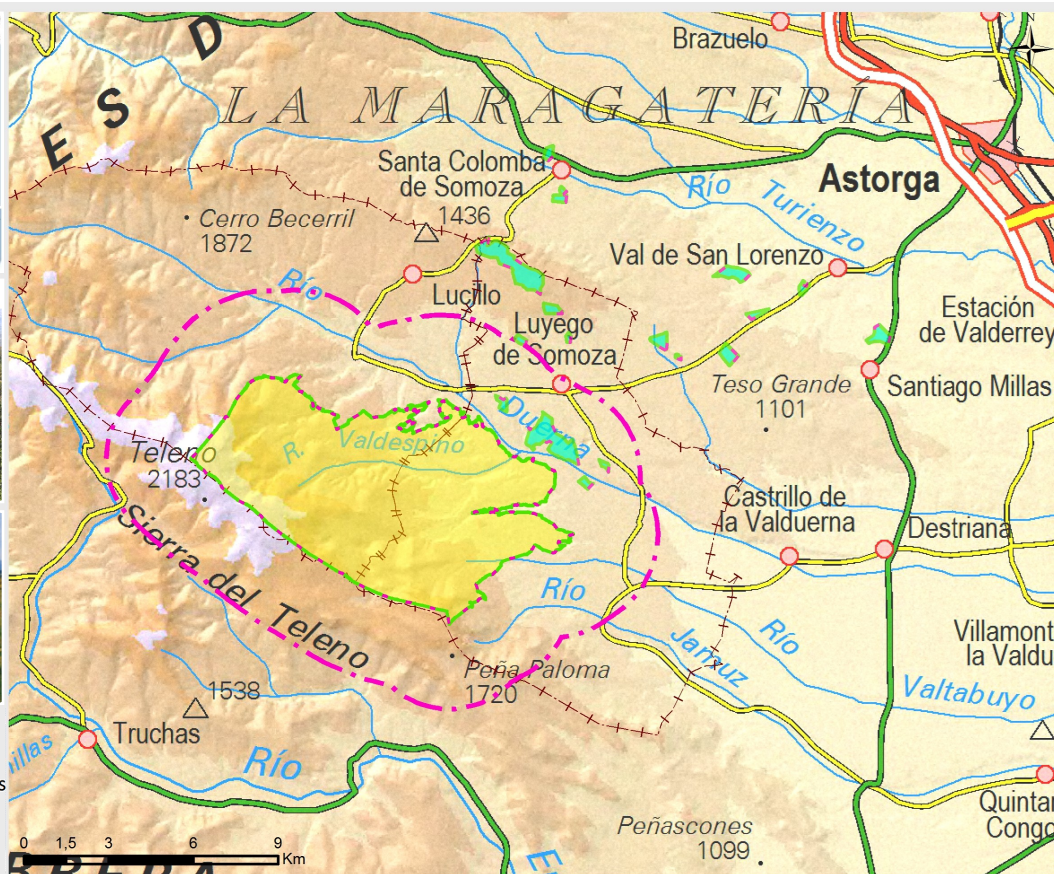 D
Brazuelo
LA MARAGATERÍA
S
E
Santa Colomba
de Somoza
Astorga
Río Turienzo
Cerro Becerril
1872
1436
Val de San Lorenzo
Río
Lucillo
Estación
de Valderrey
Luyego
de Somoza
Teso Grande
1101
Santiago Millas
Duerna
R. Valdespino
Teleno
2183
Castrillo de
la Valduerna
Destriana
Sierra del Teleno
Río
Jamuz
Río
Villamont
la Valdu
Peña Paloma
1720
Valtabuyo
1538
Truchas
illas
Río
s
Quintan
Congo
Peñascones
1099
0 1,5 3 6 9
Km
BRERA